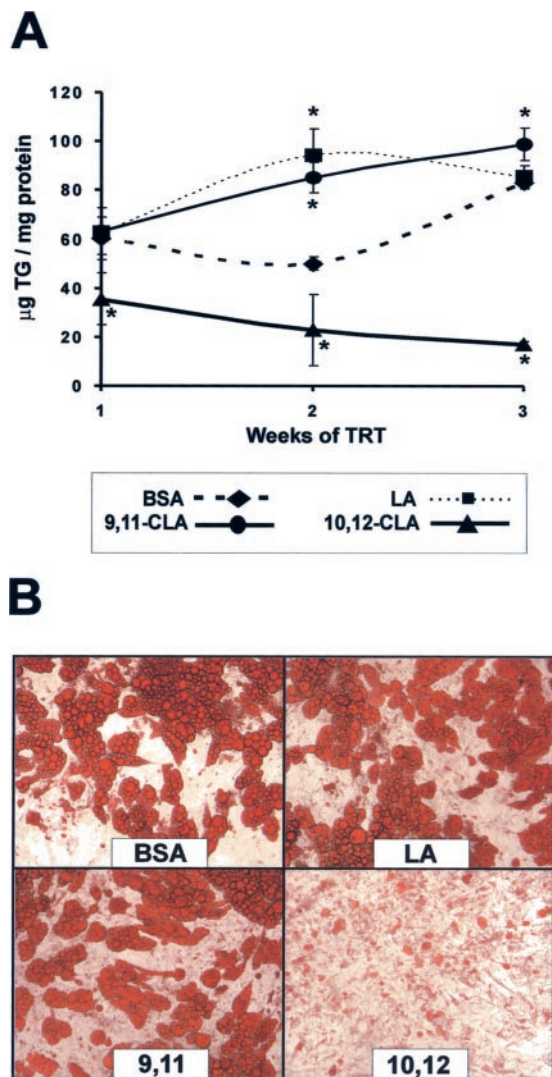 A
120
*
*
100
80
*
60
40
*
20
*
*
0
1
2
3
µg TG / mg protein
Weeks of TRT
BSA
LA
9,11-CLA
10,12-CLA
B
BSA
LA
9,11
10,12